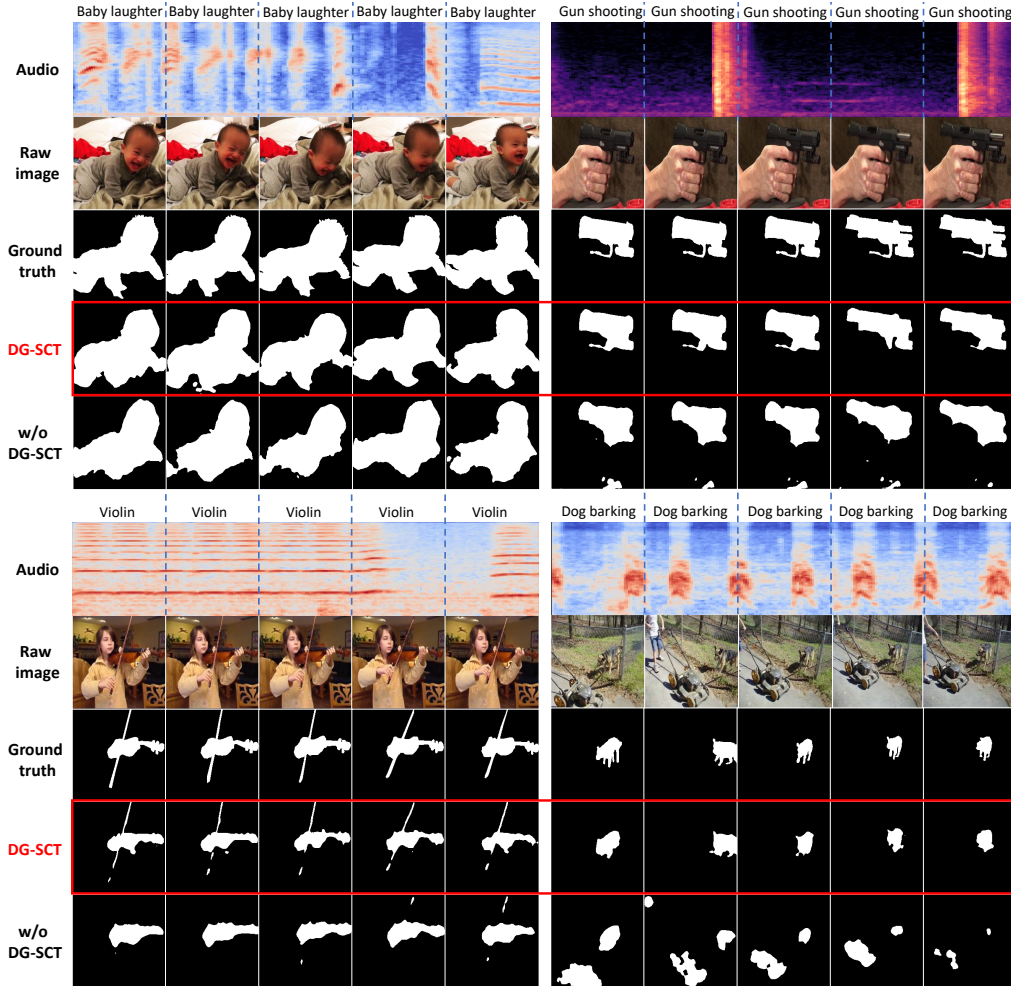 Baby laughter Baby laughter Baby laughter Baby laughter Baby laughter Gun shooting Gun shooting Gun shooting Gun shooting Gun shooting
Audio
Raw
image
Ground
truth
DG-SCT
w/o
DG-SCT
Violin Violin Violin Violin Violin Dog barking Dog barking Dog barking Dog barking Dog barking
Audio
Raw
image
Ground
truth
DG-SCT
w/o
DG-SCT